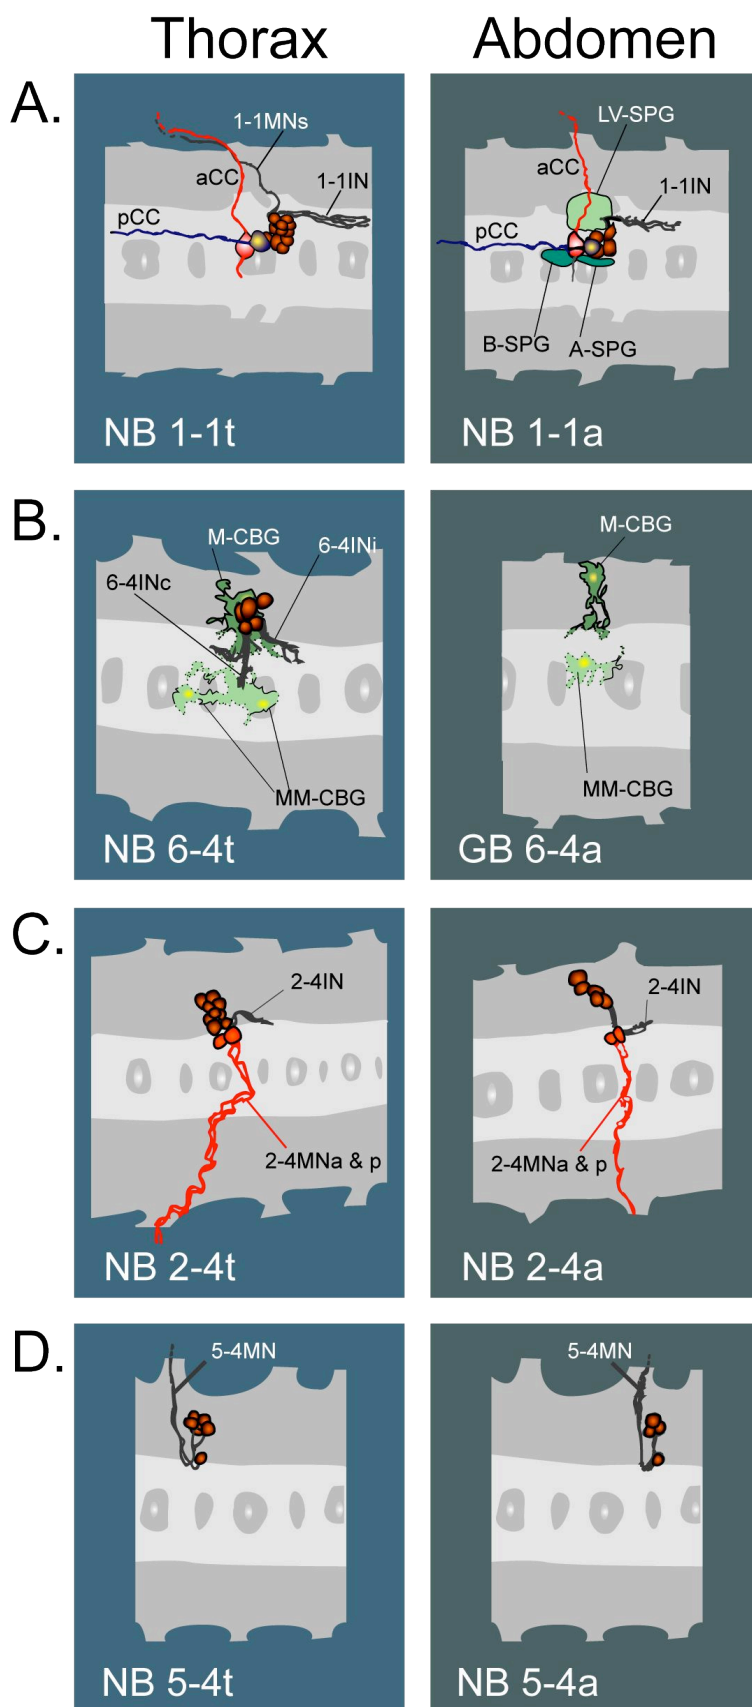 Thorax Abdomen
A.
1-1MNs
aCC
1-1IN
pCC
NB 1-1t
LV-SPG
aCC
1-1IN
pCC
B-SPG A-SPG
NB 1-1a
B.
M-CBG
6-4INi
6-4INc
MM-CBG
NB 6-4t
M-CBG
MM-CBG
GB 6-4a
C.
2-4IN
2-4MNa & p
NB 2-4t
2-4IN
2-4MNa & p
NB 2-4a
D.
5-4MN
NB 5-4t
5-4MN
NB 5-4a